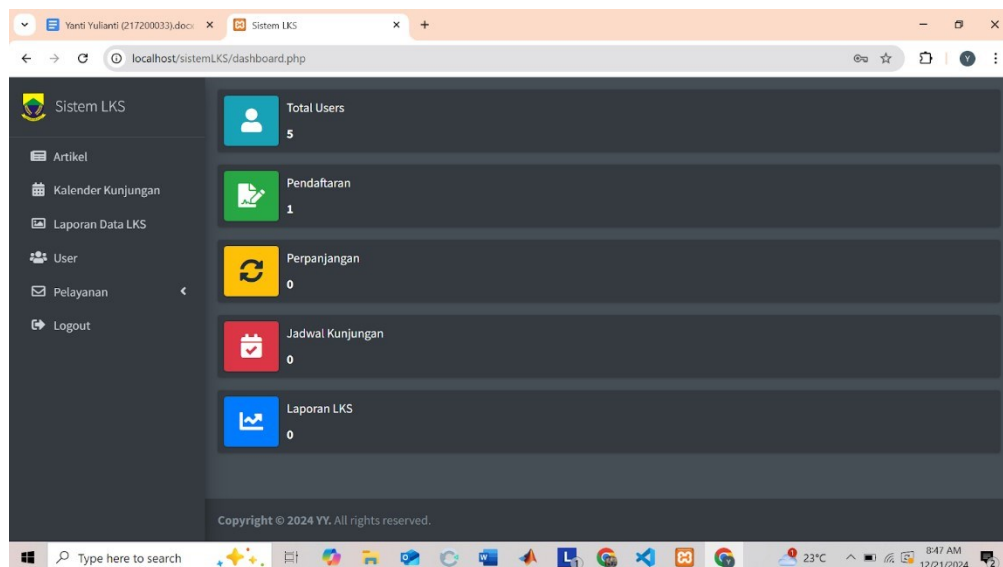 Yanti Yulianti (217200033).docx
Sistem LKS
localhost/sistemLKS/dashboard.php
Y
Sistem LKS
Artikel
Kalender Kunjungan
Laporan Data LKS
User
Pelayanan
Logout
Total Users
5
Pendaftaran
1
Perpanjangan
0
Jadwal Kunjungan
0
Laporan LKS
0
Copyright © 2024 YY. All rights reserved.
Type here to search
23°C
8:47 AM
12/21/2024